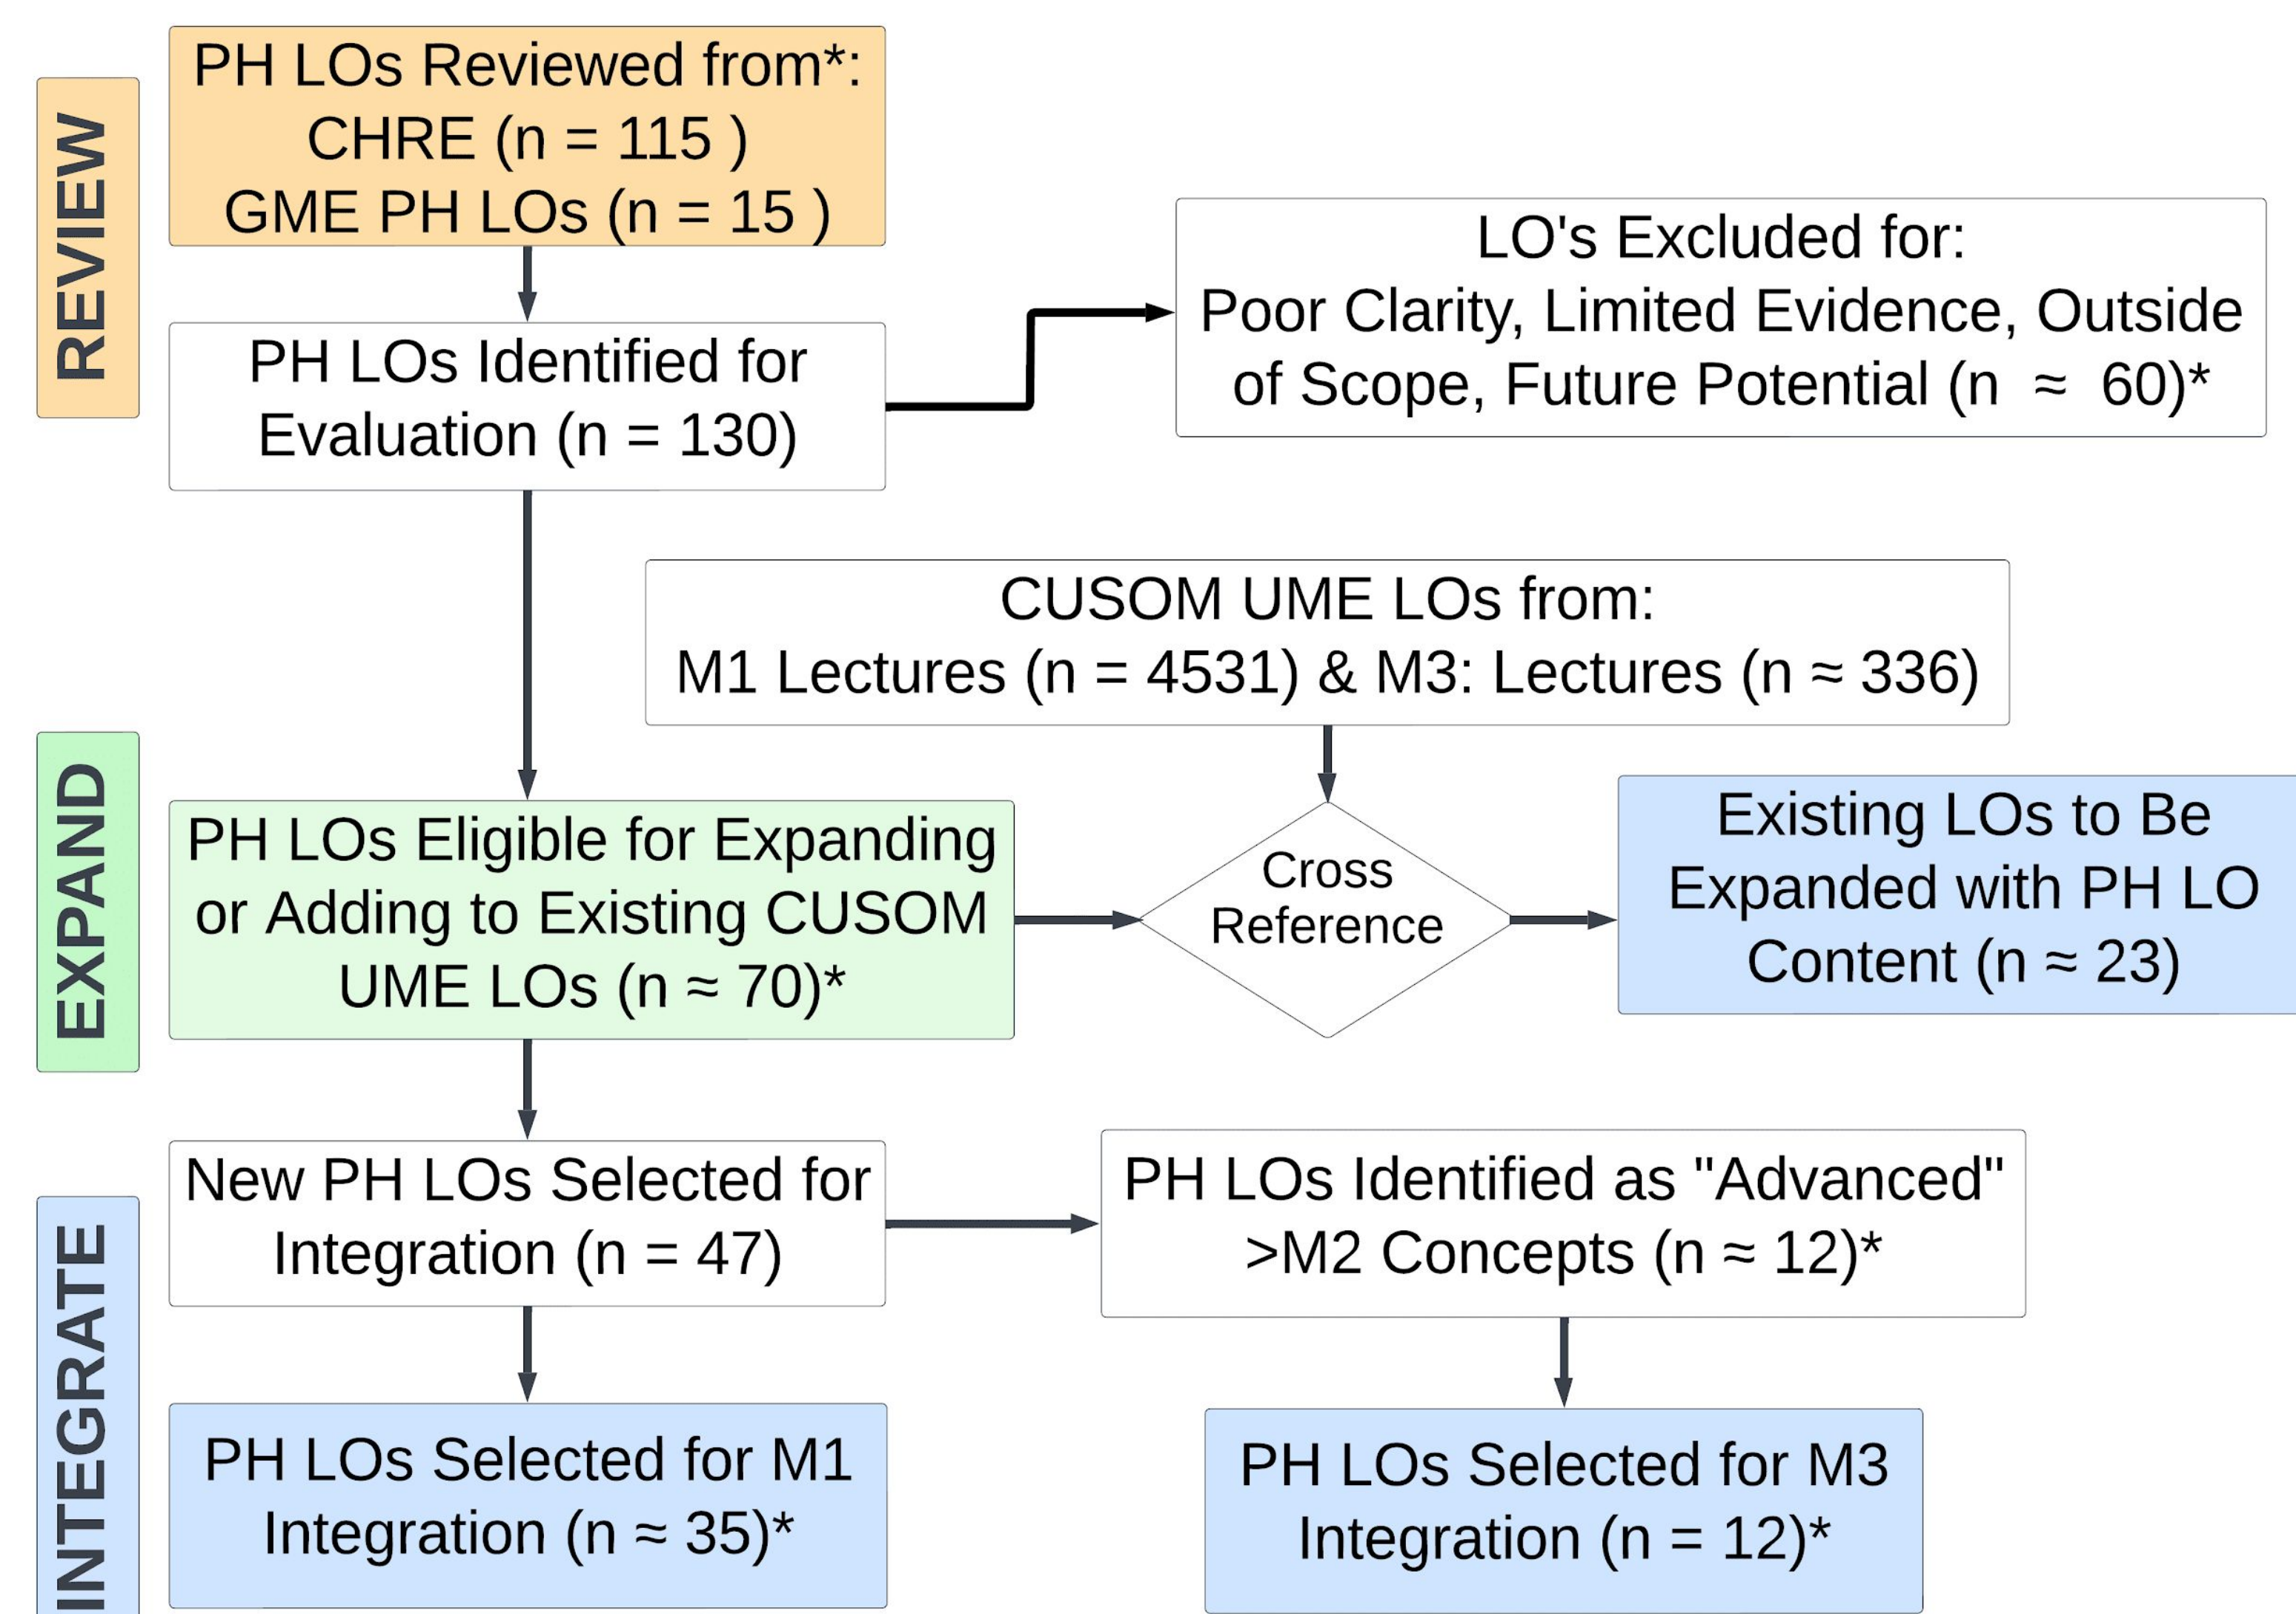 REVIEW
PH LOs Reviewed from*:
CHRE (n = 115 )
GME PH LOs (n = 15 )
PH LOs Identified for
Evaluation (n = 130)
LO's Excluded for:
Poor Clarity, Limited Evidence, Outside
of Scope, Future Potential (n ≈ 60)*
CUSOM UME LOs from:
M1 Lectures (n = 4531) & M3: Lectures (n ≈ 336)
EXPAND
PH LOs Eligible for Expanding
or Adding to Existing CUSOM
UME LOs (n ≈ 70)*
Cross
Reference
Existing LOs to Be
Expanded with PH LO
Content (n ≈ 23)
INTEGRATE
New PH LOs Selected for
Integration (n = 47)
PH LOs Identified as "Advanced"
>M2 Concepts (n ≈ 12)*
PH LOs Selected for M1
Integration (n ≈ 35)*
PH LOs Selected for M3
Integration (n = 12)*